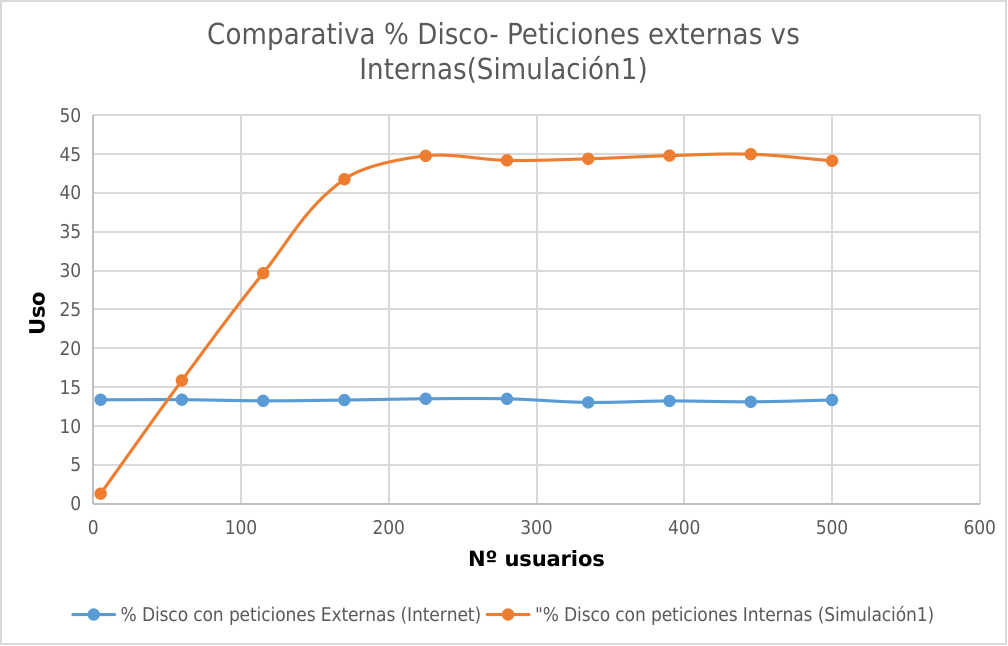 Comparativa % Disco- Peticiones externas vs
Internas(Simulación1)
50
45
40
35
30
25
20
15
10
5
0
Uso
0 100 200 300 400 500 600
Nº usuarios
% Disco con peticiones Externas (Internet) "% Disco con peticiones Internas (Simulación1)